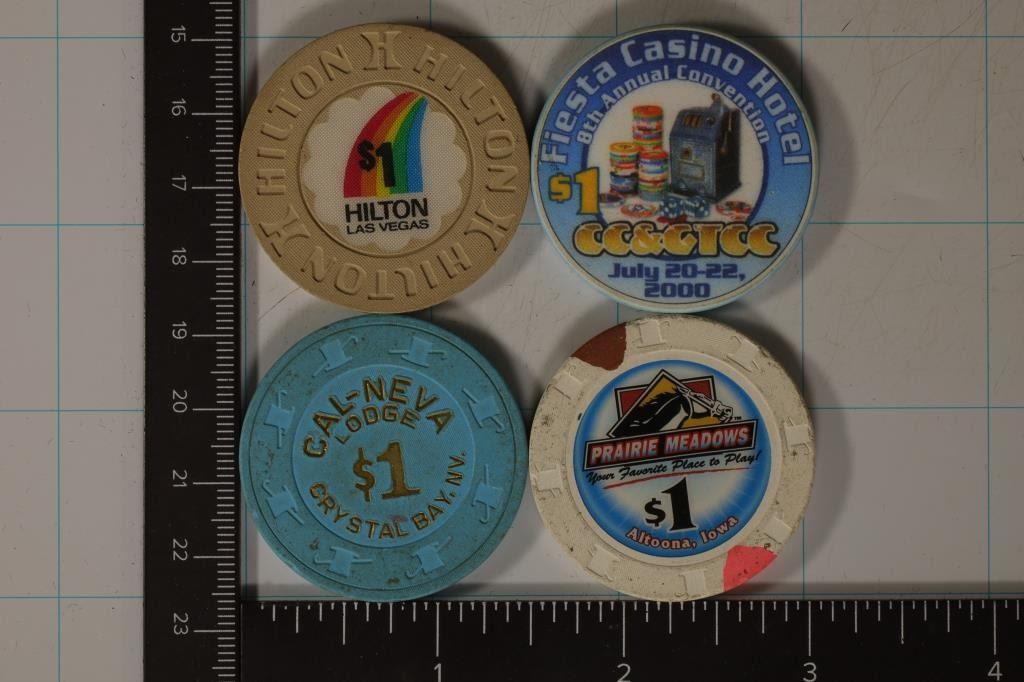 HILTON H HILTON H HILTON H HILTON
$1
HILTON
LAS VEGAS
Fiesta Casino Hotel
8th Annual Convention
$1
CC&GTCC
July 20-22,
2000
CAL-NEVA
LODGE
$1
CRYSTAL BAY, NV.
PRAIRIE MEADOWS
TM
Your Favorite Place to Play!
$1
Altoona, Iowa
15
16
17
18
19
20
21
22
23
1 2 3 4